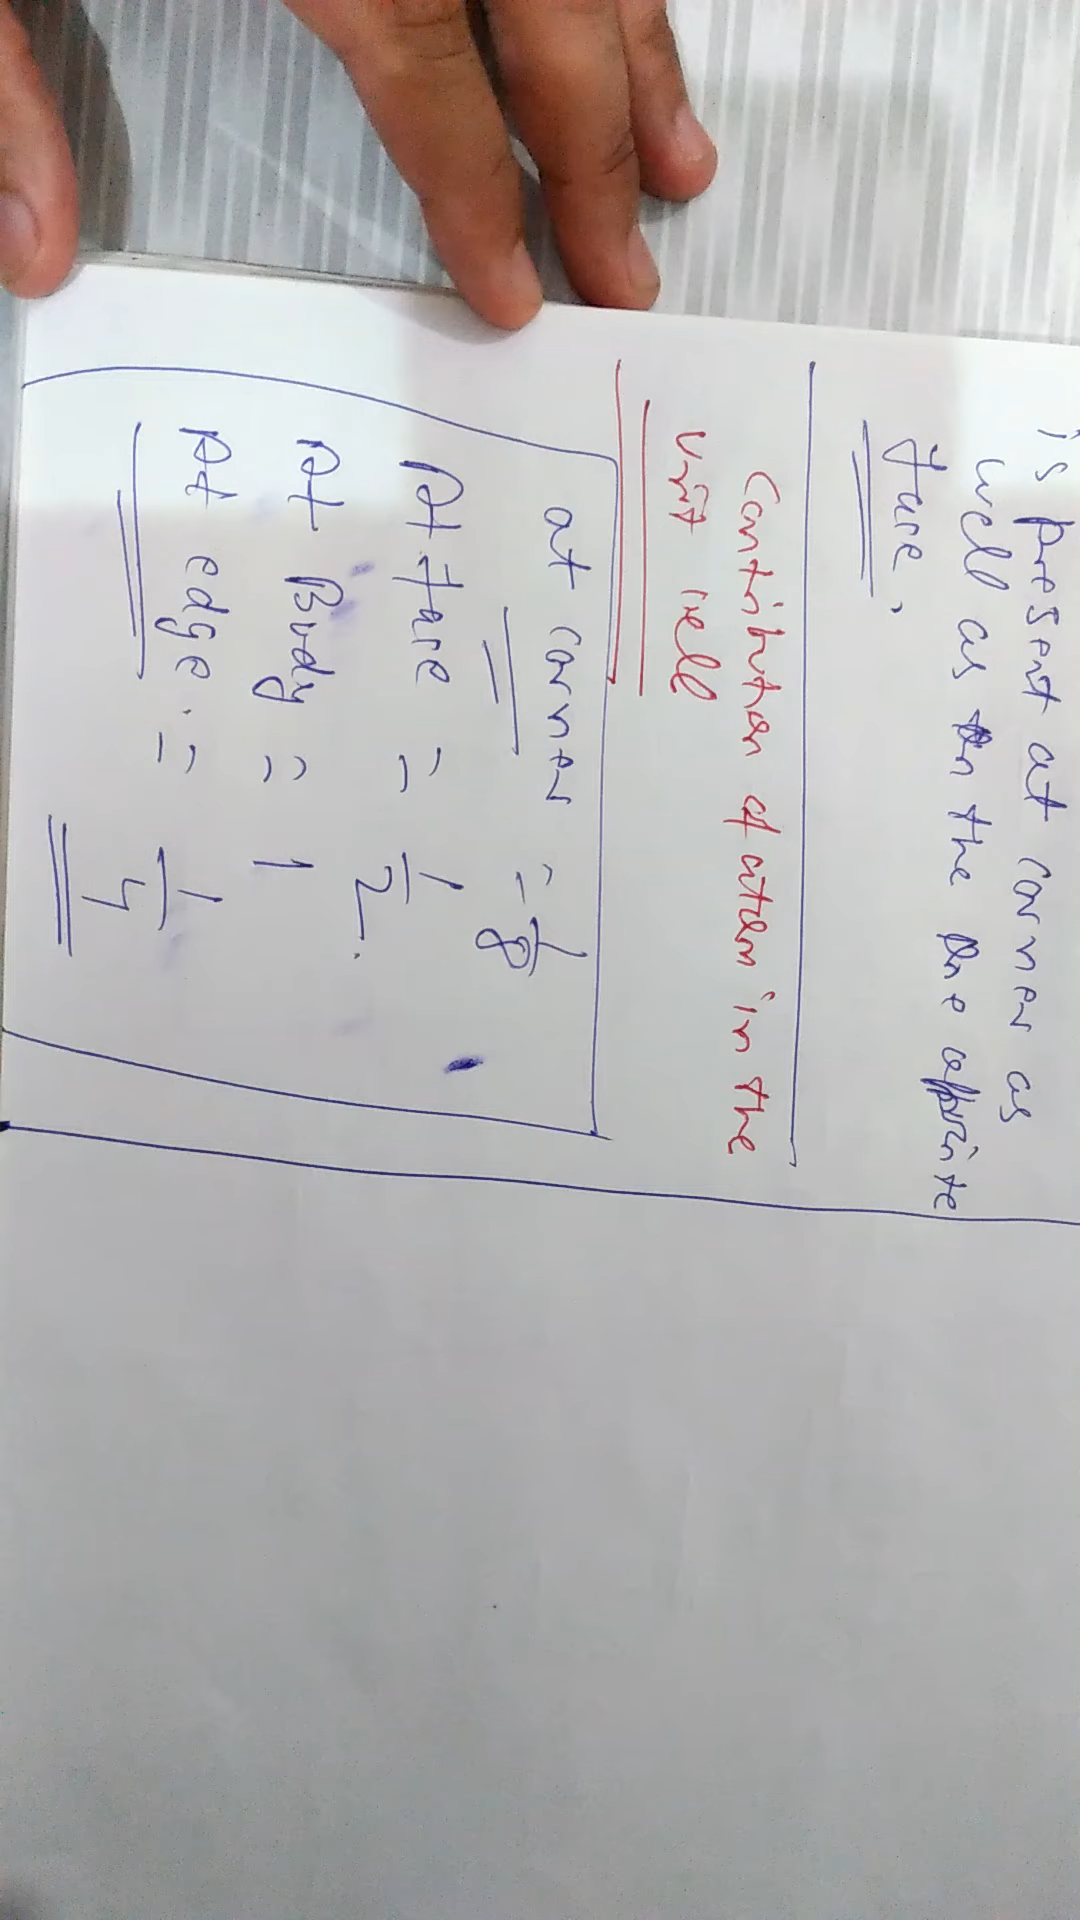 is present at corner as
well as on the one opposite
face.
Contribution of atom in the
unit cell
at corner = 1/8
At face = 1/2.
At Body = 1
At edge = 1/4